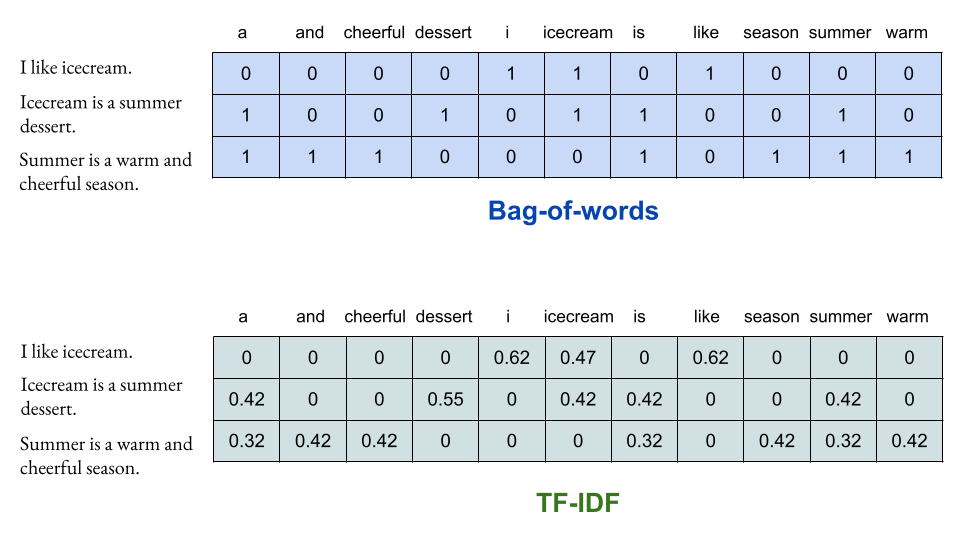 a and cheerful dessert i icecream is like season summer warm
I like icecream. 0 0 0 0 1 1 0 1 0 0 0
Icecream is a summer
dessert. 1 0 0 1 0 1 1 0 0 1 0
Summer is a warm and
cheerful season. 1 1 1 0 0 0 1 0 1 1 1
Bag-of-words
a and cheerful dessert i icecream is like season summer warm
I like icecream. 0 0 0 0 0.62 0.47 0 0.62 0 0 0
Icecream is a summer
dessert. 0.42 0 0 0.55 0 0.42 0.42 0 0 0.42 0
Summer is a warm and
cheerful season. 0.32 0.42 0.42 0 0 0 0.32 0 0.42 0.32 0.42
TF-IDF